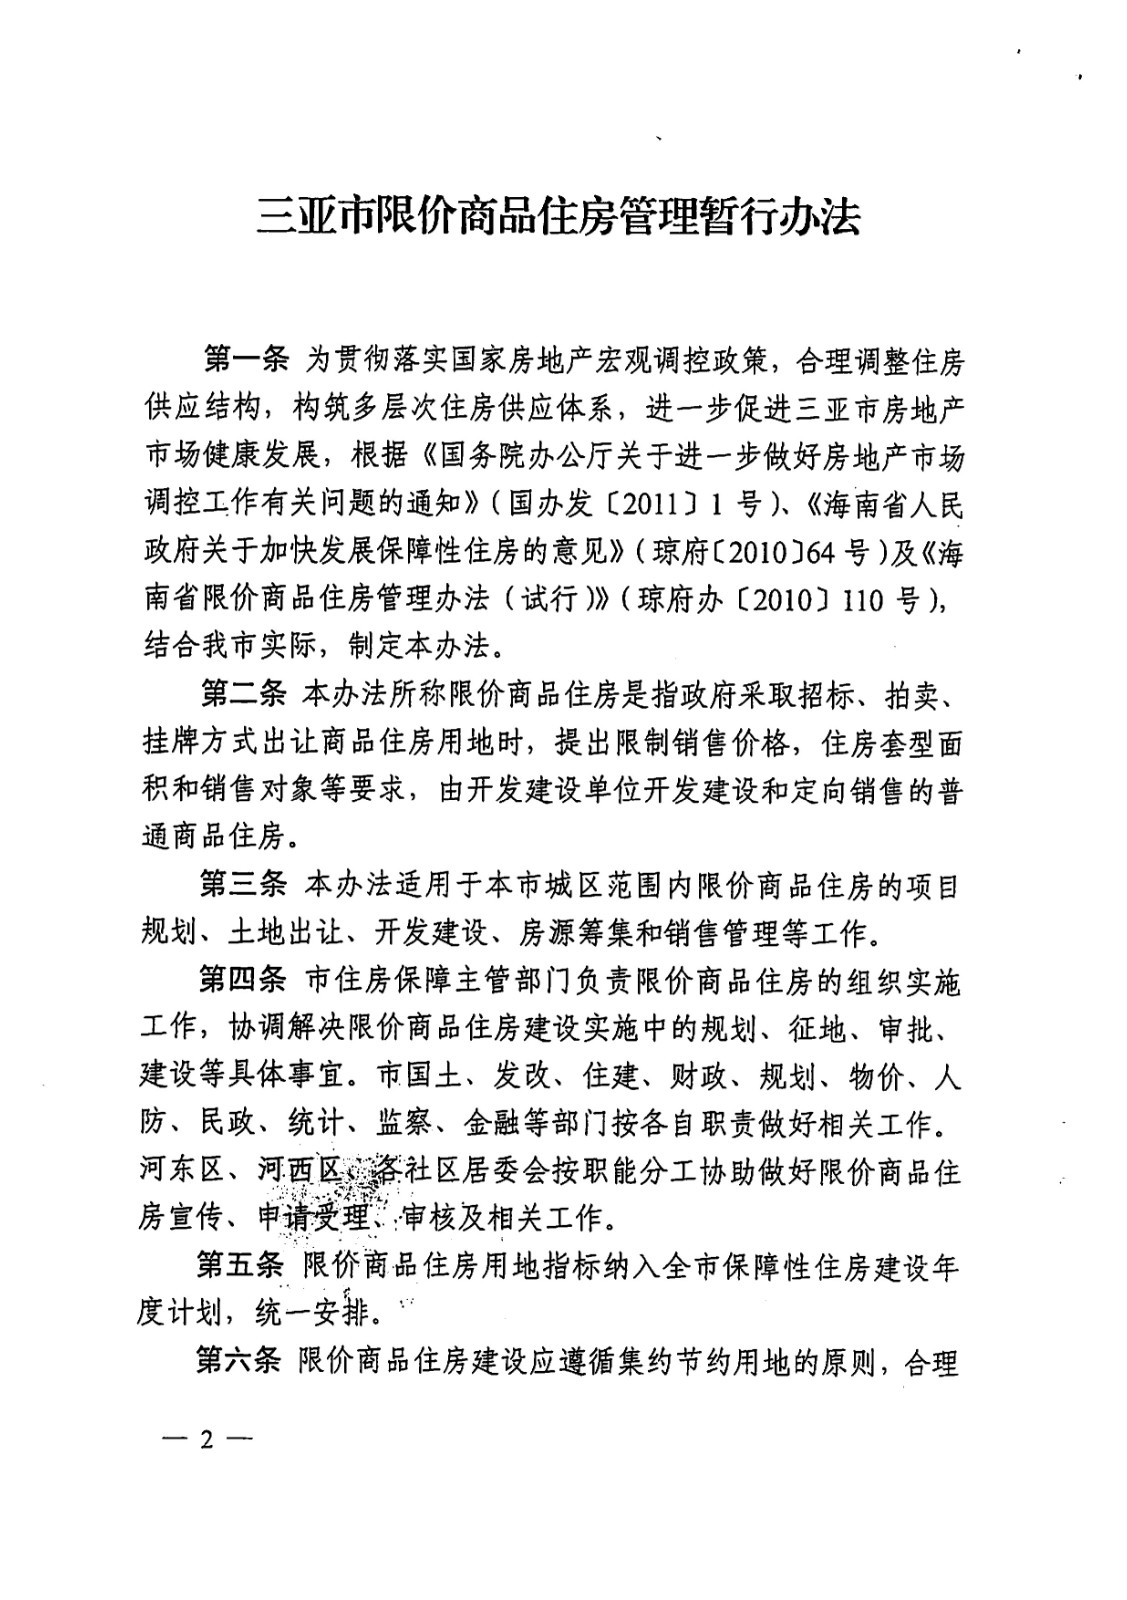 三亚市限价商品住房管理暂行办法
第一条 为贯彻落实国家房地产宏观调控政策，合理调整住房
供应结构，构筑多层次住房供应体系，进一步促进三亚市房地产
市场健康发展，根据《国务院办公厅关于进一步做好房地产市场
调控工作有关问题的通知》（国办发〔2011〕1 号）、《海南省人民
政府关于加快发展保障性住房的意见》（琼府〔2010〕64 号）及《海
南省限价商品住房管理办法（试行）》（琼府办〔2010〕110 号），
结合我市实际，制定本办法。
第二条 本办法所称限价商品住房是指政府采取招标、拍卖、
挂牌方式出让商品住房用地时，提出限制销售价格，住房套型面
积和销售对象等要求，由开发建设单位开发建设和定向销售的普
通商品住房。
第三条 本办法适用于本市城区范围内限价商品住房的项目
规划、土地出让、开发建设、房源筹集和销售管理等工作。
第四条 市住房保障主管部门负责限价商品住房的组织实施
工作，协调解决限价商品住房建设实施中的规划、征地、审批、
建设等具体事宜。市国土、发改、住建、财政、规划、物价、人
防、民政、统计、监察、金融等部门按各自职责做好相关工作。
河东区、河西区、各社区居委会按职能分工协助做好限价商品住
房宣传、申请受理、审核及相关工作。
第五条 限价商品住房用地指标纳入全市保障性住房建设年
度计划，统一安排。
第六条 限价商品住房建设应遵循集约节约用地的原则，合理
— 2 —